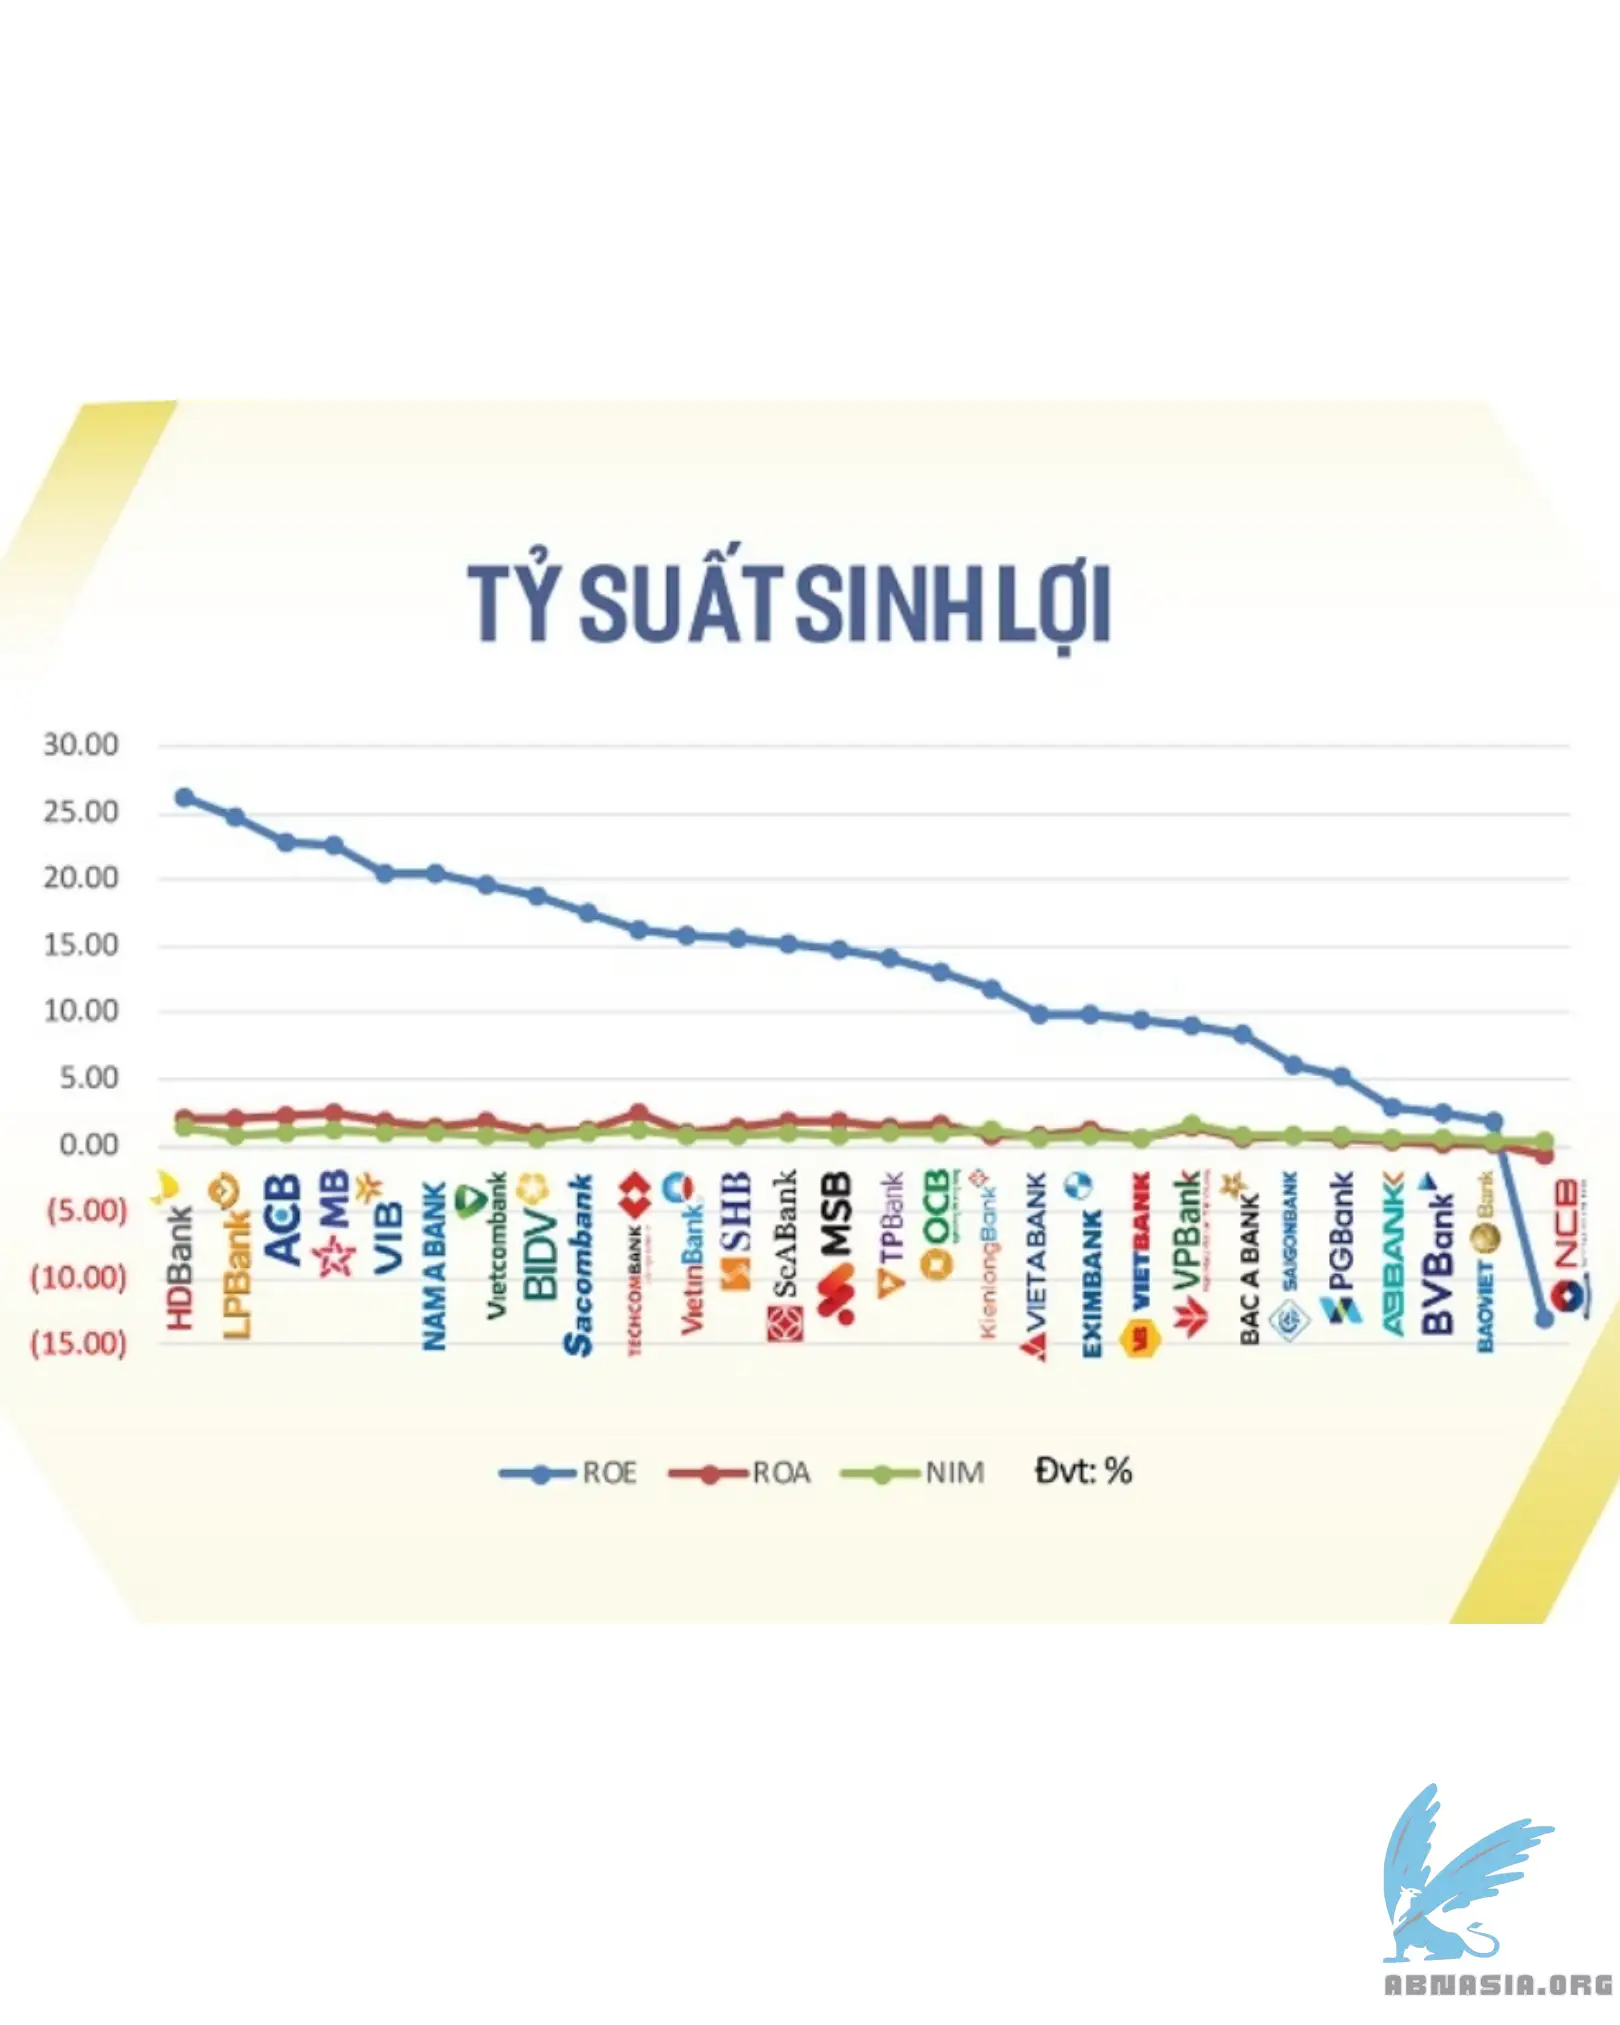 TỶ SUẤT SINH LỢI
30.00
25.00
20.00
15.00
10.00
5.00
0.00
(5.00)
(10.00)
(15.00)
HDBank
LPBank
ACB
MB
VIB
NAM A BANK
Vietcombank
BIDV
Sacombank
TECHCOMBANK
VietinBank
SHB
SeABank
MSB
TPBank
OCB
KienlongBank
VIETABANK
EXIMBANK
VB VIETBANK
VPBank
BAC A BANK
SAIGONBANK
PGBank
ABBANK
BVBank
BAOVIET Bank
NCB
ROE ROA NIM Đvt: %
ABNASIA.ORG